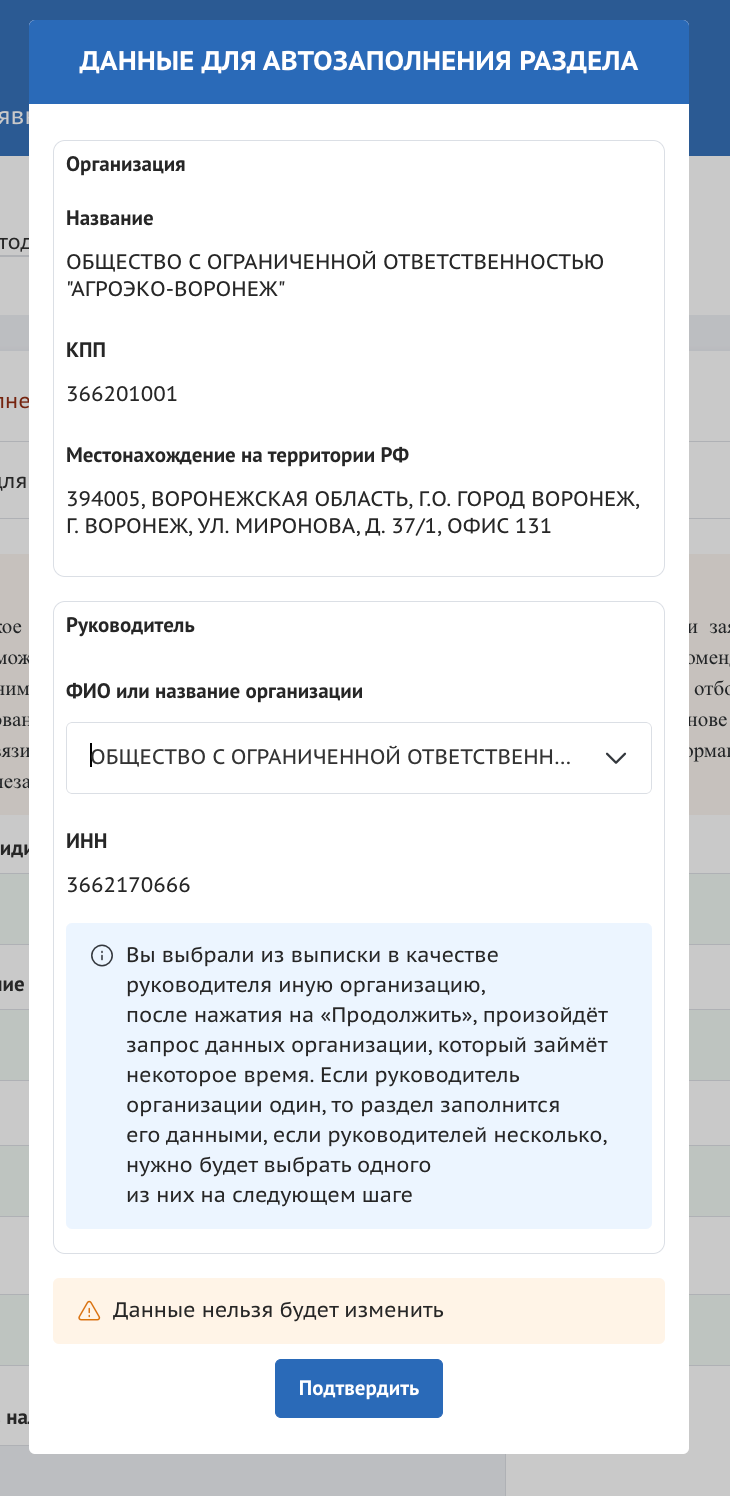 ДАННЫЕ ДЛЯ АВТОЗАПОЛНЕНИЯ РАЗДЕЛА
Организация
Название
ОБЩЕСТВО С ОГРАНИЧЕННОЙ ОТВЕТСТВЕННОСТЬЮ
"АГРОЭКО-ВОРОНЕЖ"
КПП
366201001
Местонахождение на территории РФ
394005, ВОРОНЕЖСКАЯ ОБЛАСТЬ, Г.О. ГОРОД ВОРОНЕЖ,
Г. ВОРОНЕЖ, УЛ. МИРОНОВА, Д. 37/1, ОФИС 131
Руководитель
ФИО или название организации
ОБЩЕСТВО С ОГРАНИЧЕННОЙ ОТВЕТСТВЕНН...
ИНН
3662170666
Вы выбрали из выписки в качестве
руководителя иную организацию,
после нажатия на «Продолжить», произойдёт
запрос данных организации, который займёт
некоторое время. Если руководитель
организации один, то раздел заполнится
его данными, если руководителей несколько,
нужно будет выбрать одного
из них на следующем шаге
Данные нельзя будет изменить
Подтвердить